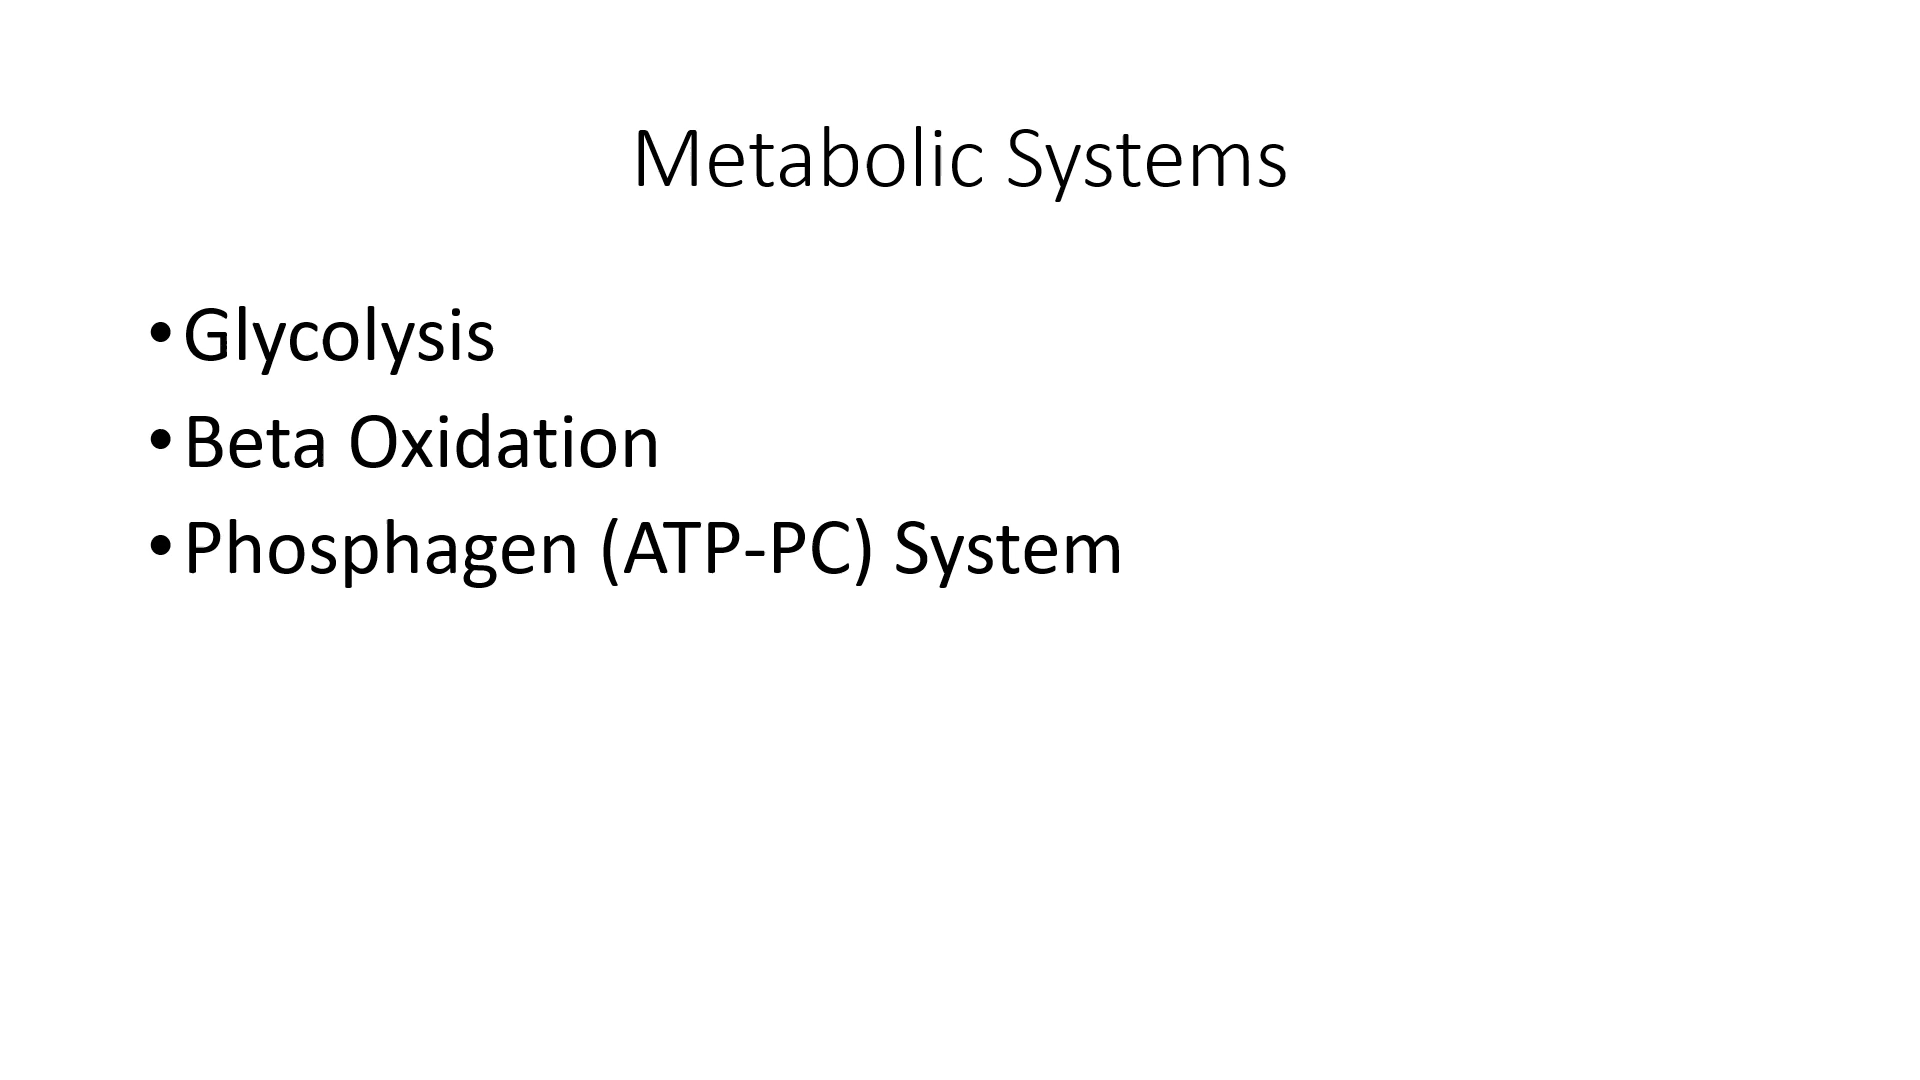 Metabolic Systems
•Glycolysis
•Beta Oxidation
•Phosphagen (ATP-PC) System